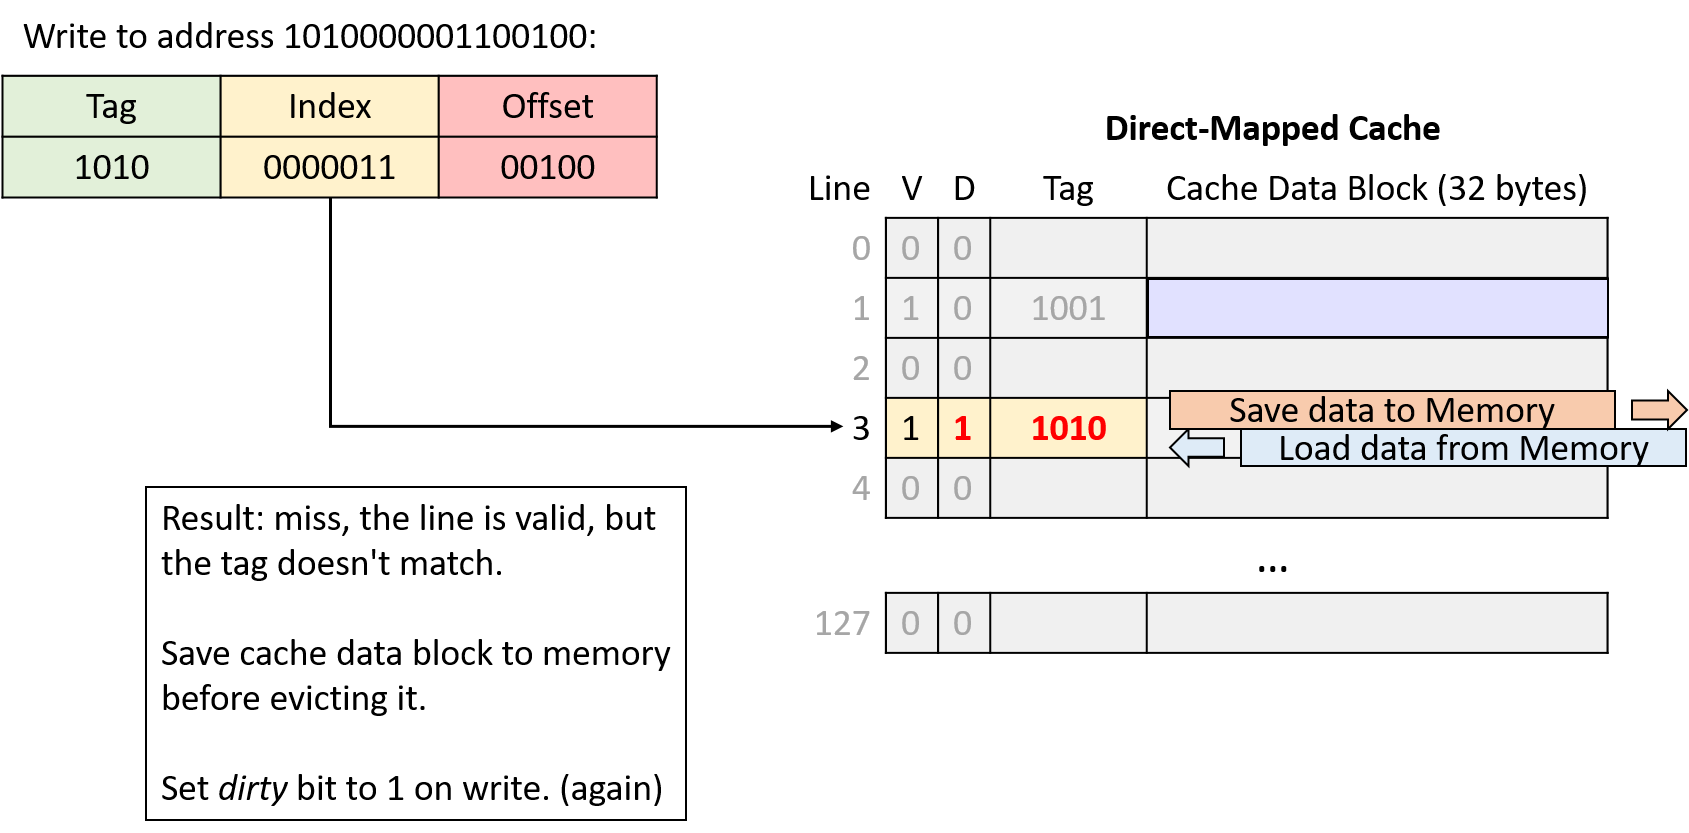 Write to address 1010000001100100:
Tag Index Offset
1010 0000011 00100
Direct-Mapped Cache
Line V D Tag Cache Data Block (32 bytes)
0 0 0
1 1 0 1001
2 0 0
Save data to Memory
3 1 1 1010
Load data from Memory
4 0 0
...
127 0 0
Result: miss, the line is valid, but
the tag doesn't match.
Save cache data block to memory
before evicting it.
Set dirty bit to 1 on write. (again)